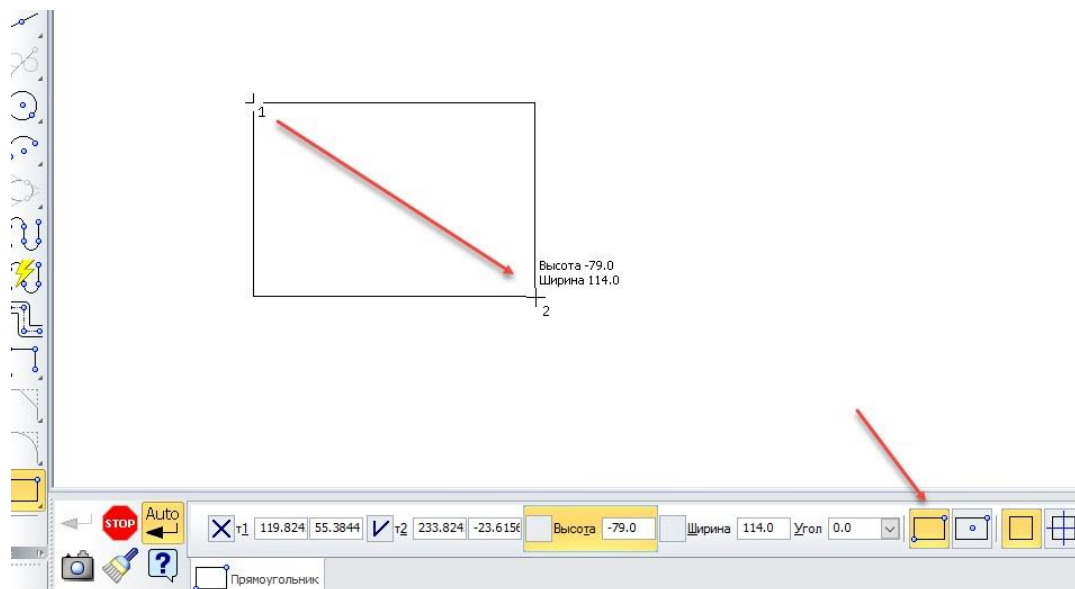 1
Высота -79.0
Ширина 114.0
2
STOP Auto т1 119.824 55.3844 т2 233.824 -23.6156 Высота -79.0 Ширина 114.0 Угол 0.0
Прямоугольник